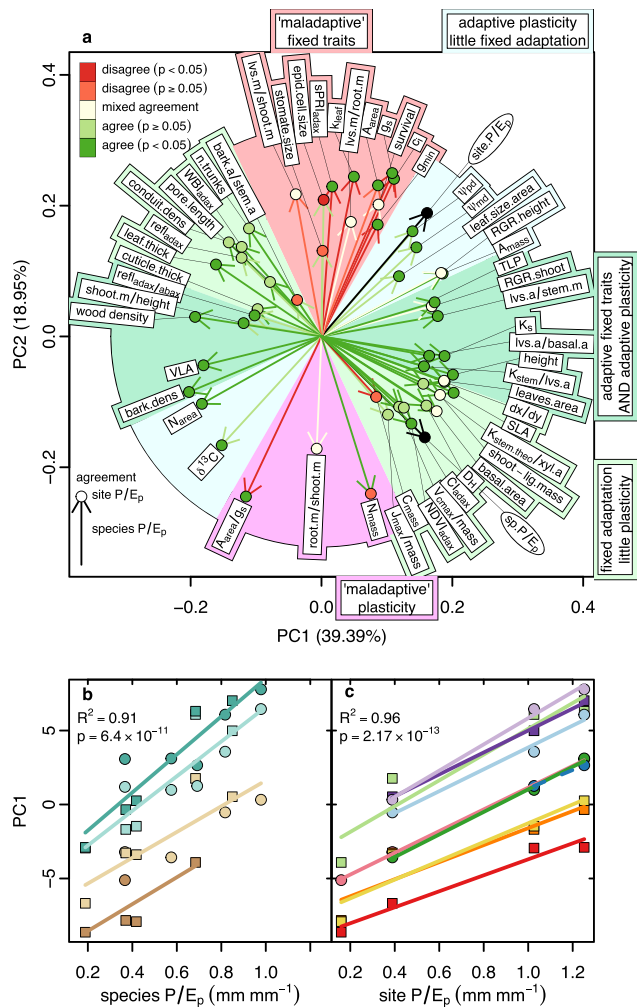 a
'maladaptive'
fixed traits
adaptive plasticity
little fixed adaptation
disagree (p < 0.05)
disagree (p ≥ 0.05)
mixed agreement
agree (p ≥ 0.05)
agree (p < 0.05)
lvs.m/shoot.m
stomate.size
epid.cell.size
sPRIadax
Kleaf
lvs.m/root.m
Aarea
gs
survival
ci
gmin
site.P/Ep
Ψpd
Ψmd
leaf.size.area
RGR.height
Amass
TLP
RGR.shoot
lvs.a/stem.m
KS
lvs.a/basal.a
height
Kstem/lvs.a
leaves.area
dx/dy
SLA
Kstem.theo/xyl.a
shoot−lig.mass
DH
basal.area
sp.P/Ep
CIadax
Vcmax/mass
NDVIadax
Cmass
Jmax/mass
Nmass
root.m/shoot.m
Aarea/gs
δ¹³C
Narea
bark.dens
VLA
wood density
shoot.m/height
refladax/abax
cuticle.thick
leaf.thick
refladax
conduit.dens
pore.length
WBIadax
n.trunks
bark.a/stem.a
adaptive fixed traits
AND adaptive plasticity
fixed adaptation
little plasticity
'maladaptive'
plasticity
agreement
site P/Ep
species P/Ep
PC2 (18.95%)
0.4
0.2
0.0
−0.2
−0.2
0.0
0.2
0.4
PC1 (39.39%)
b
R² = 0.91
p = 6.4 × 10⁻¹¹
c
R² = 0.96
p = 2.17 × 10⁻¹³
PC1
5
0
−5
0.2 0.4 0.6 0.8 1.0
species P/Ep (mm mm⁻¹)
0.2 0.4 0.6 0.8 1.0 1.2
site P/Ep (mm mm⁻¹)